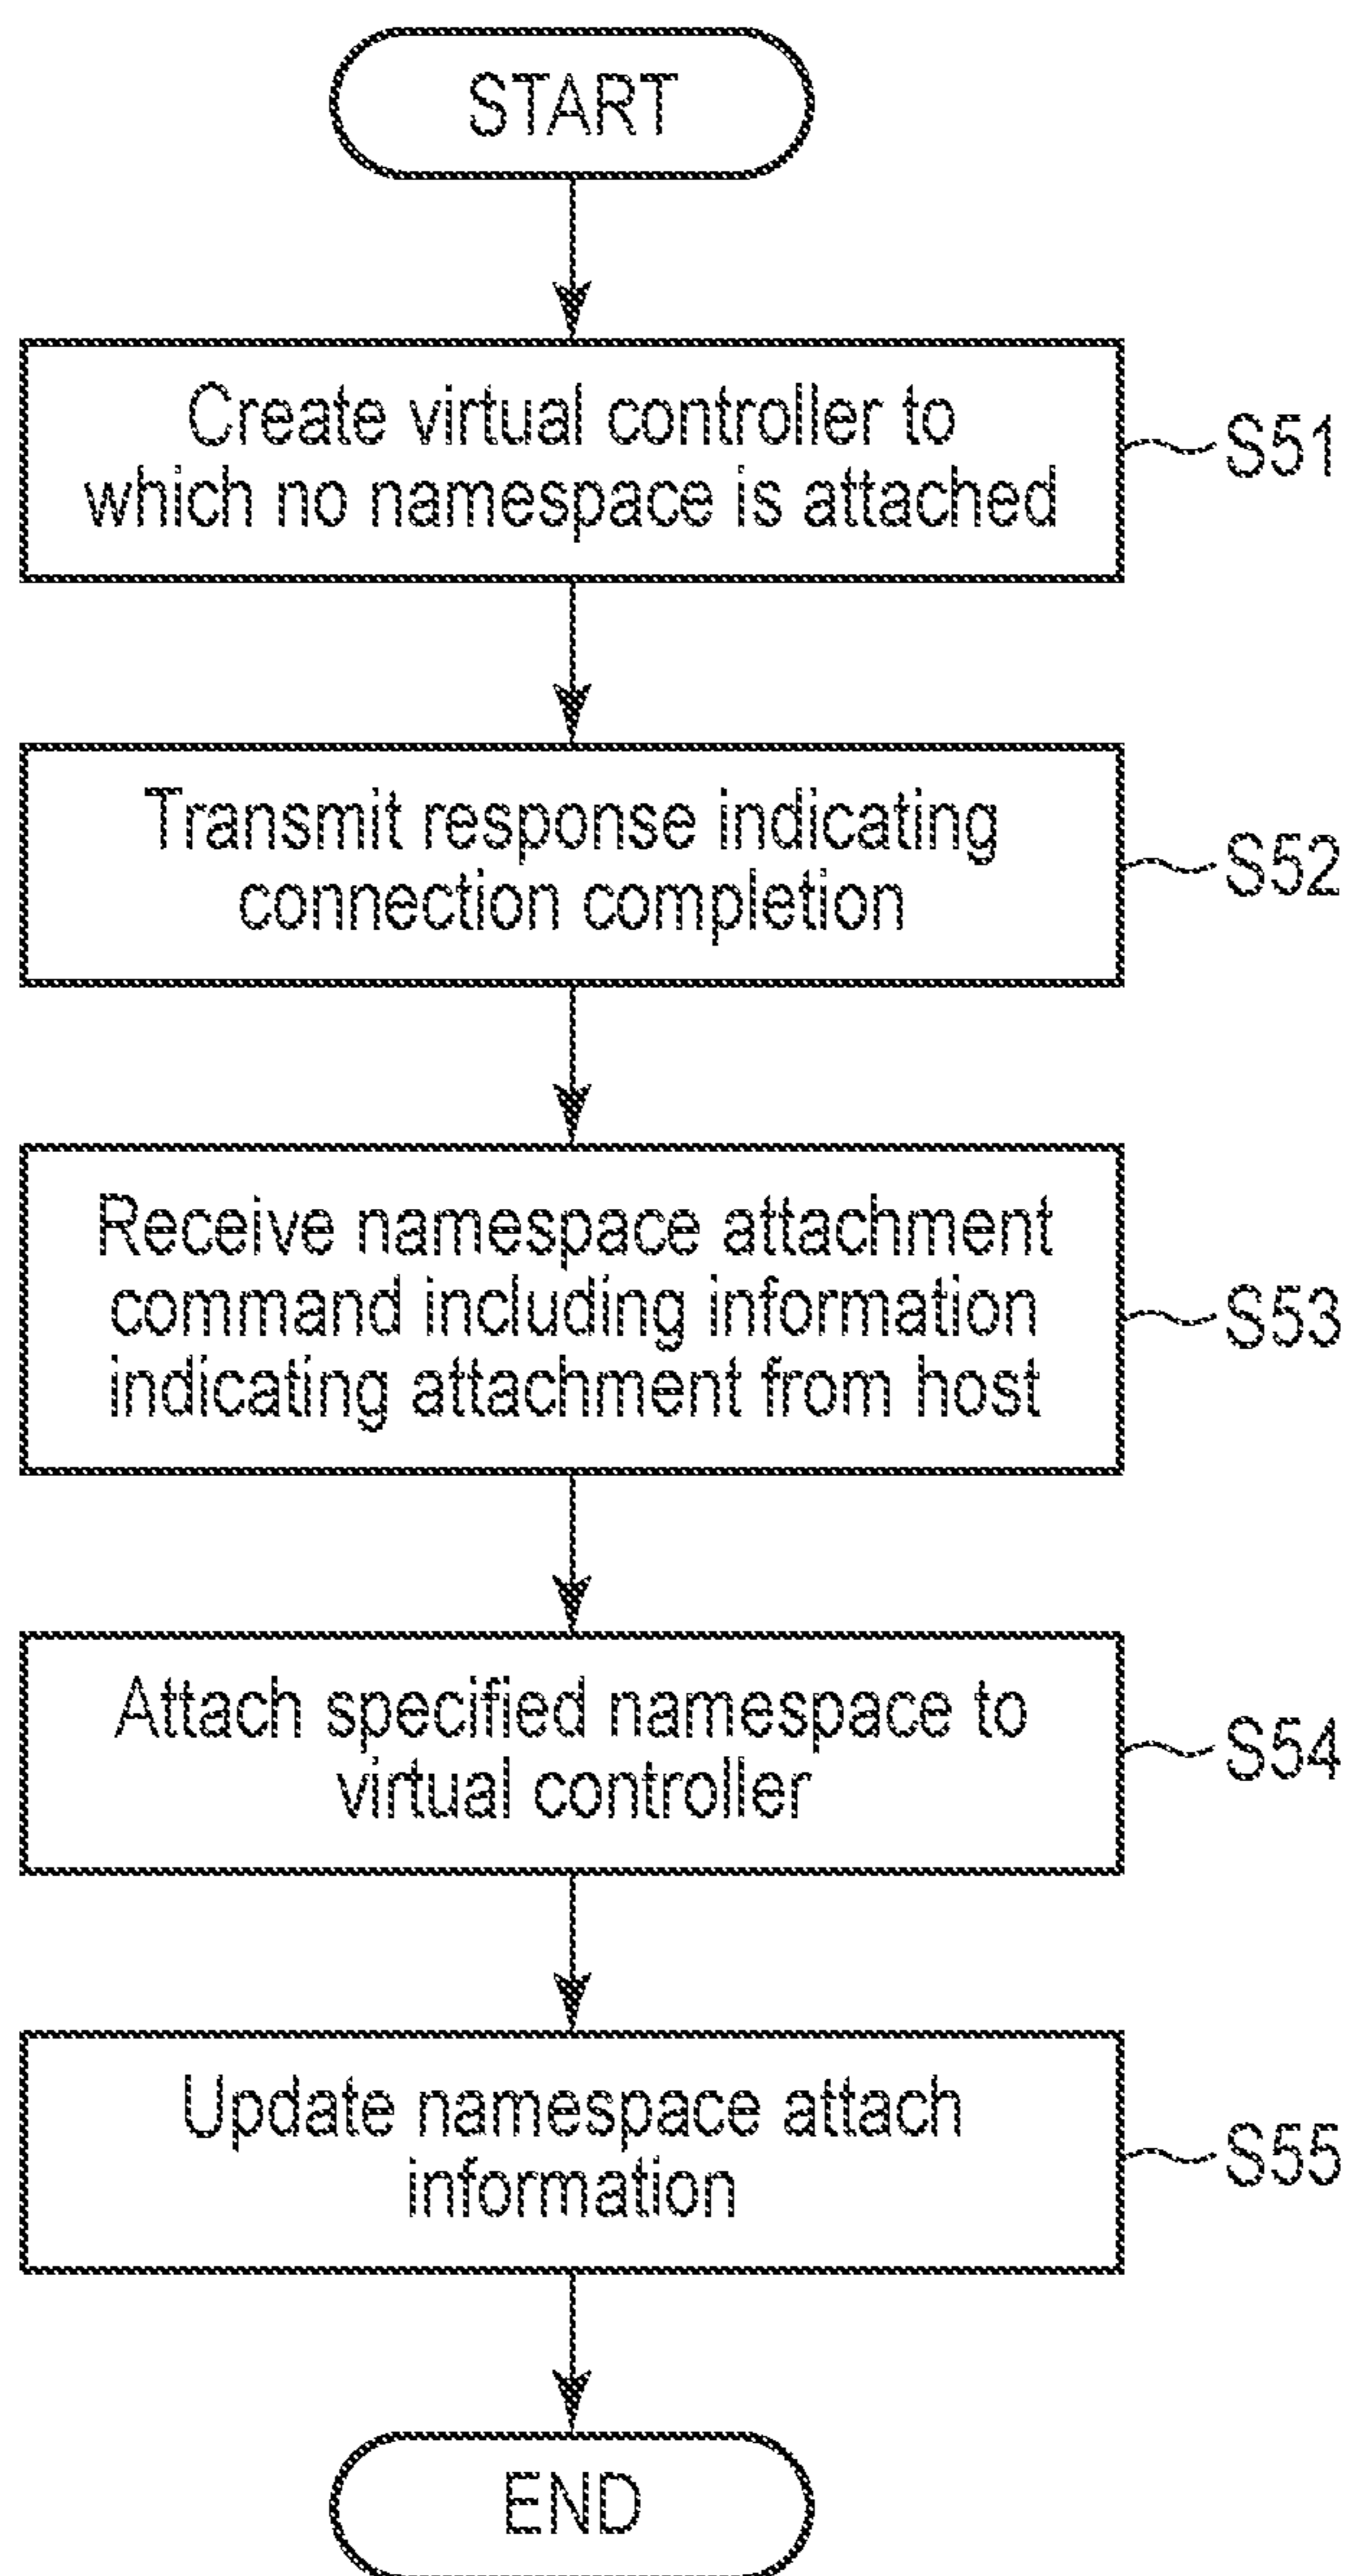 START
Create virtual controller to
which no namespace is attached
S51
Transmit response indicating
connection completion
S52
Receive namespace attachment
command including information
indicating attachment from host
S53
Attach specified namespace to
virtual controller
S54
Update namespace attach
information
S55
END